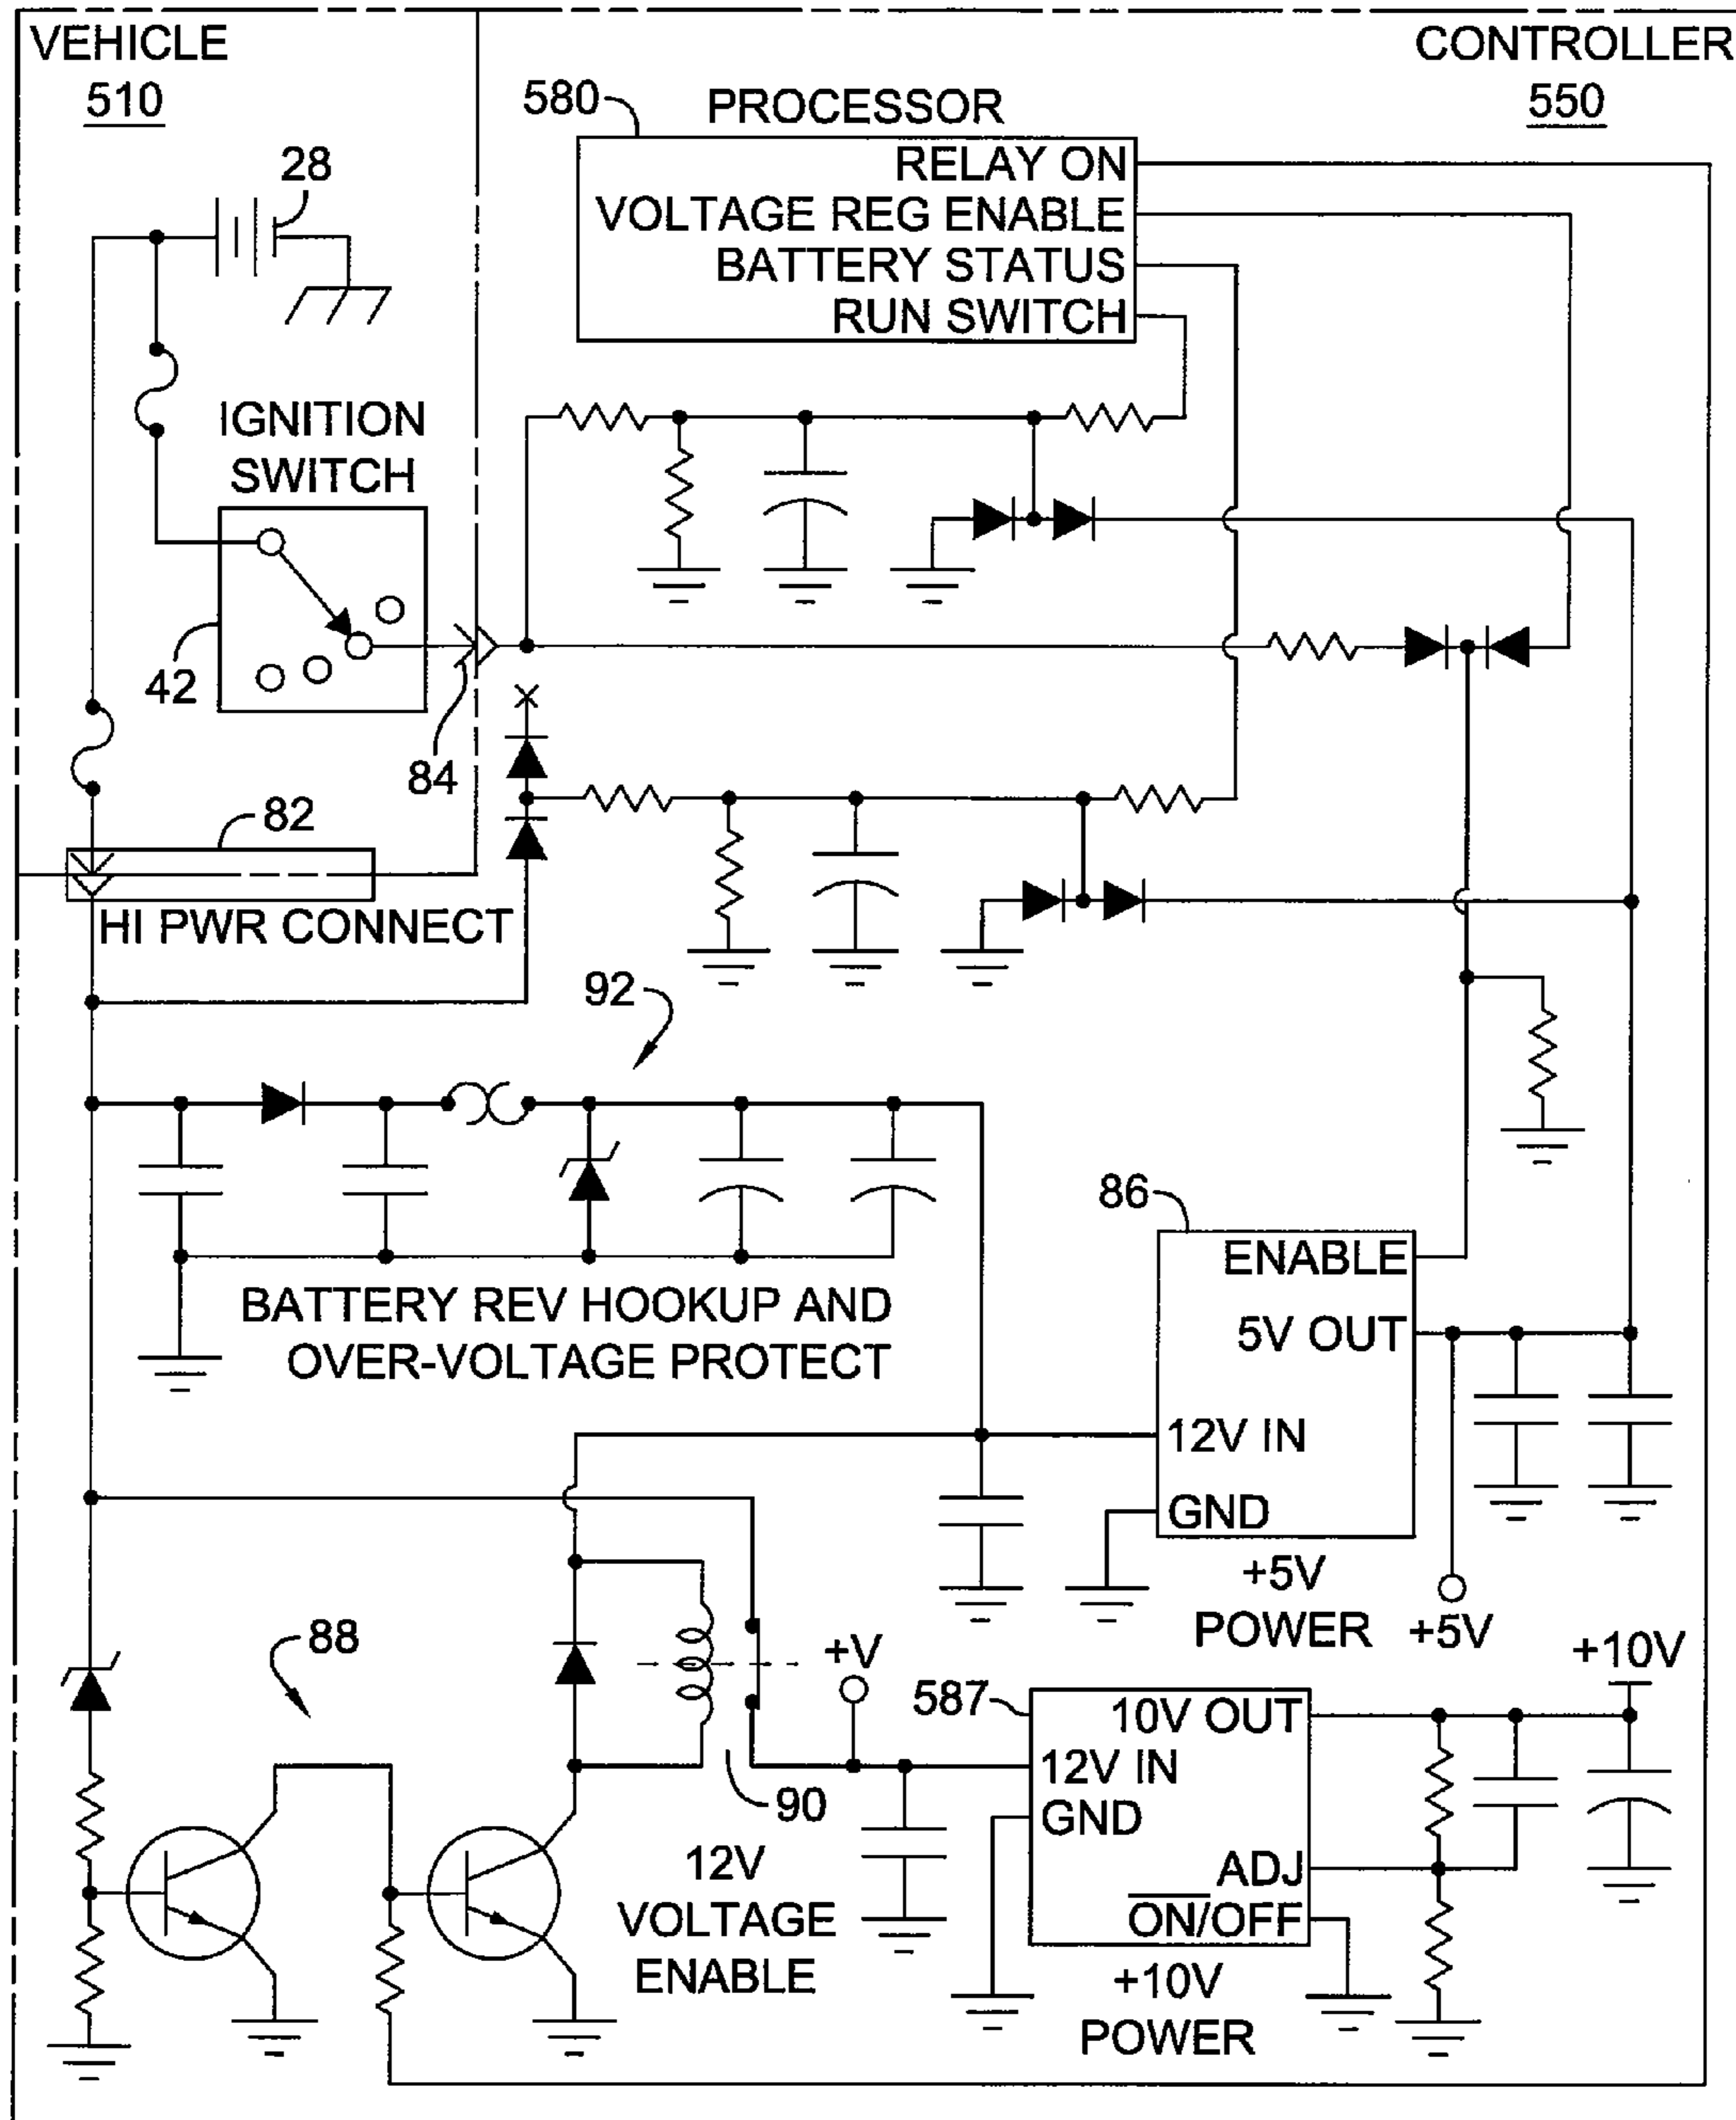 VEHICLE
510
CONTROLLER
550
580
PROCESSOR
RELAY ON
VOLTAGE REG ENABLE
BATTERY STATUS
RUN SWITCH
28
IGNITION
SWITCH
42
84
82
HI PWR CONNECT
92
BATTERY REV HOOKUP AND
OVER-VOLTAGE PROTECT
86
ENABLE
5V OUT
12V IN
GND
+5V
POWER
+5V
88
90
+V
12V
VOLTAGE
ENABLE
587
10V OUT
12V IN
GND
ADJ
ON/OFF
+10V
POWER
+10V